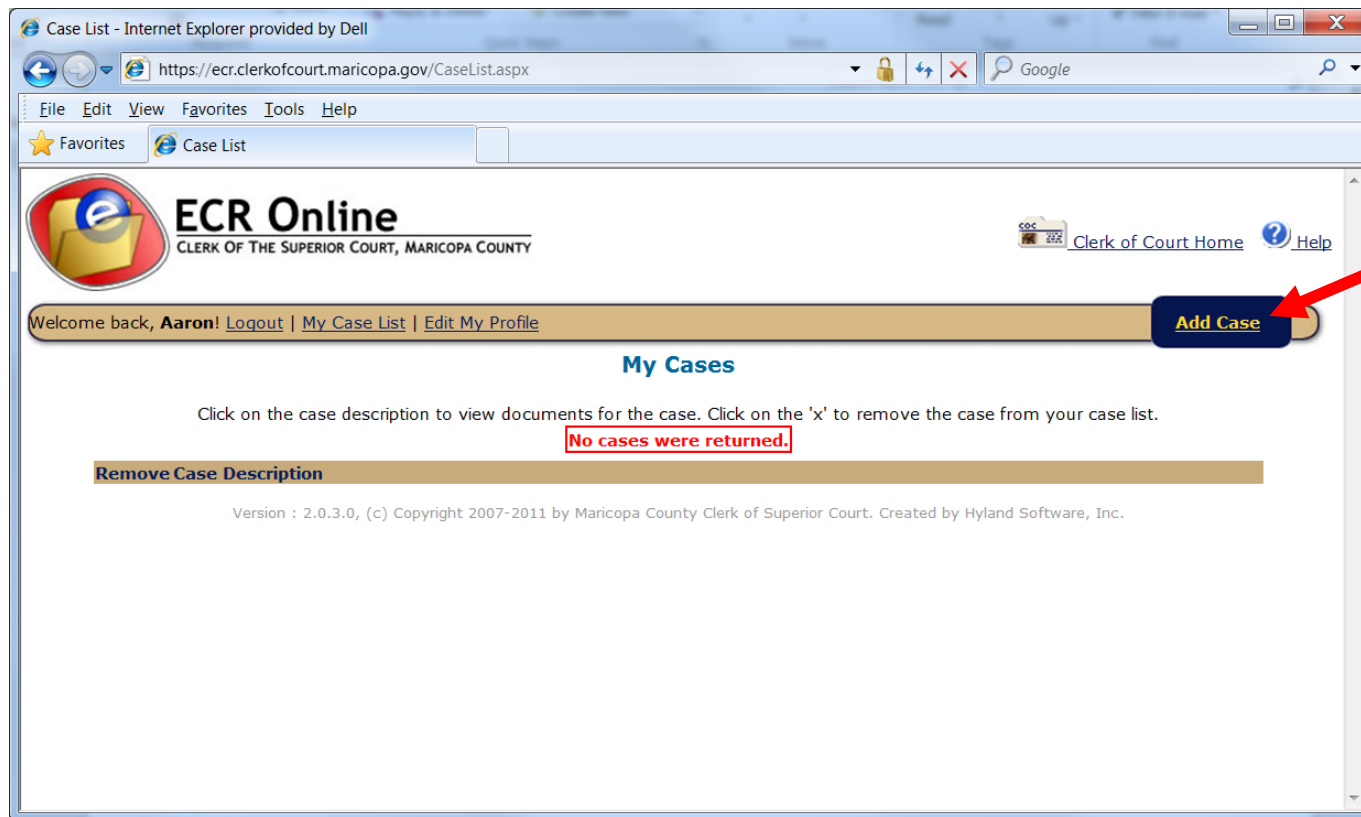 Case List - Internet Explorer provided by Dell
https://ecr.clerkofcourt.maricopa.gov/CaseList.aspx
Google
File Edit View Favorites Tools Help
Favorites
Case List
ECR Online
CLERK OF THE SUPERIOR COURT, MARICOPA COUNTY
COC
Clerk of Court Home
Help
Welcome back, Aaron! Logout | My Case List | Edit My Profile
Add Case
My Cases
Click on the case description to view documents for the case. Click on the 'x' to remove the case from your case list.
No cases were returned.
Remove Case Description
Version : 2.0.3.0, (c) Copyright 2007-2011 by Maricopa County Clerk of Superior Court. Created by Hyland Software, Inc.